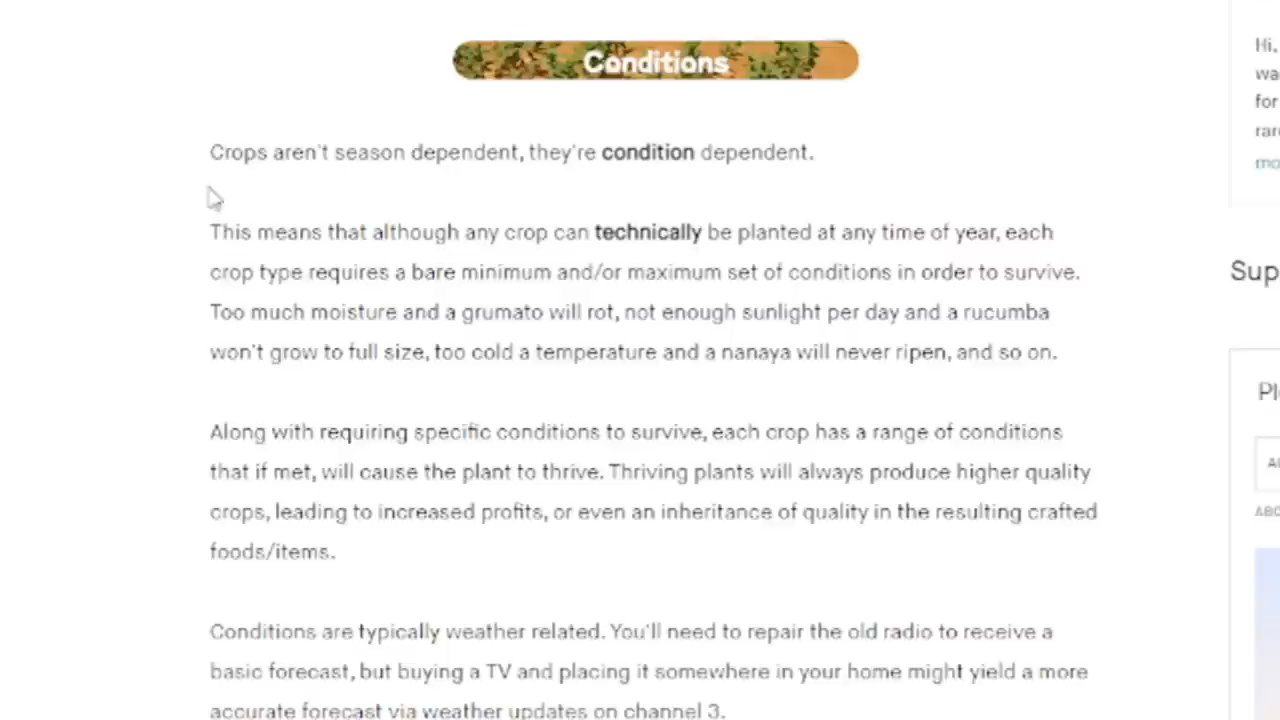 Conditions
Crops aren't season dependent, they're condition dependent.
This means that although any crop can technically be planted at any time of year, each
crop type requires a bare minimum and/or maximum set of conditions in order to survive.
Too much moisture and a grumato will rot, not enough sunlight per day and a rucumba
won't grow to full size, too cold a temperature and a nanaya will never ripen, and so on.
Along with requiring specific conditions to survive, each crop has a range of conditions
that if met, will cause the plant to thrive. Thriving plants will always produce higher quality
crops, leading to increased profits, or even an inheritance of quality in the resulting crafted
foods/items.
Conditions are typically weather related. You'll need to repair the old radio to receive a
basic forecast, but buying a TV and placing it somewhere in your home might yield a more
accurate forecast via weather updates on channel 3.
Hi,
wa
for
rare
mo
Sup
Ple
ABO